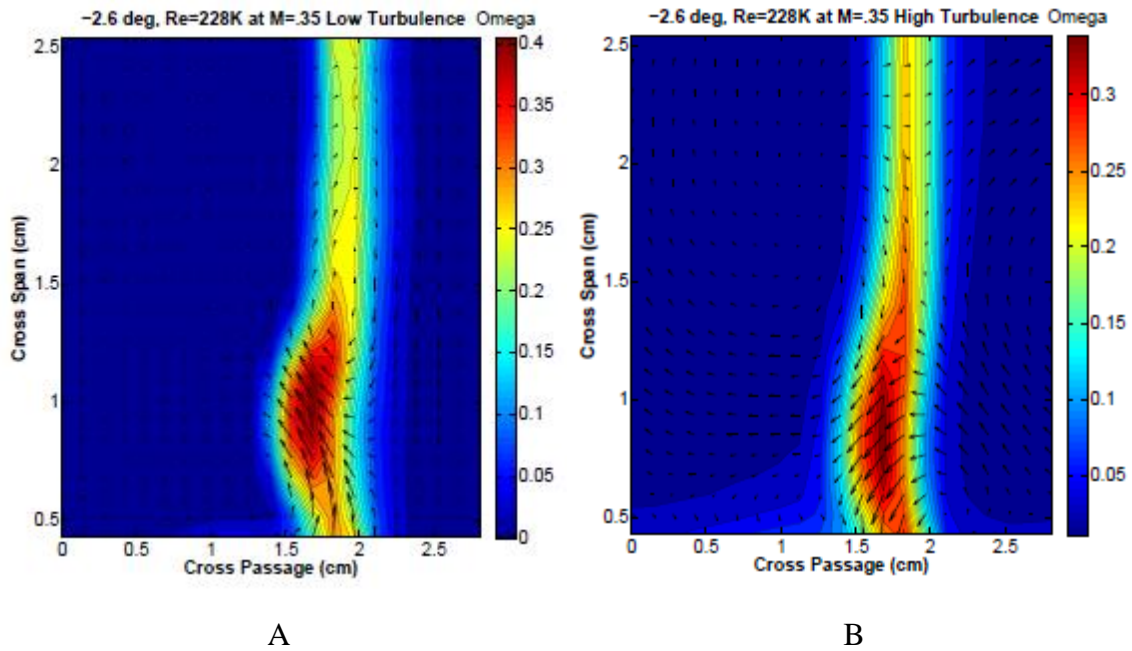 −2.6 deg, Re=228K at M=.35 Low Turbulence Omega
2.5
2
1.5
1
0.5
Cross Span (cm)
0 0.5 1 1.5 2 2.5
Cross Passage (cm)
0.4
0.35
0.3
0.25
0.2
0.15
0.1
0.05
0
A
−2.6 deg, Re=228K at M=.35 High Turbulence Omega
2.5
2
1.5
1
0.5
Cross Span (cm)
0 0.5 1 1.5 2 2.5
Cross Passage (cm)
0.3
0.25
0.2
0.15
0.1
0.05
B